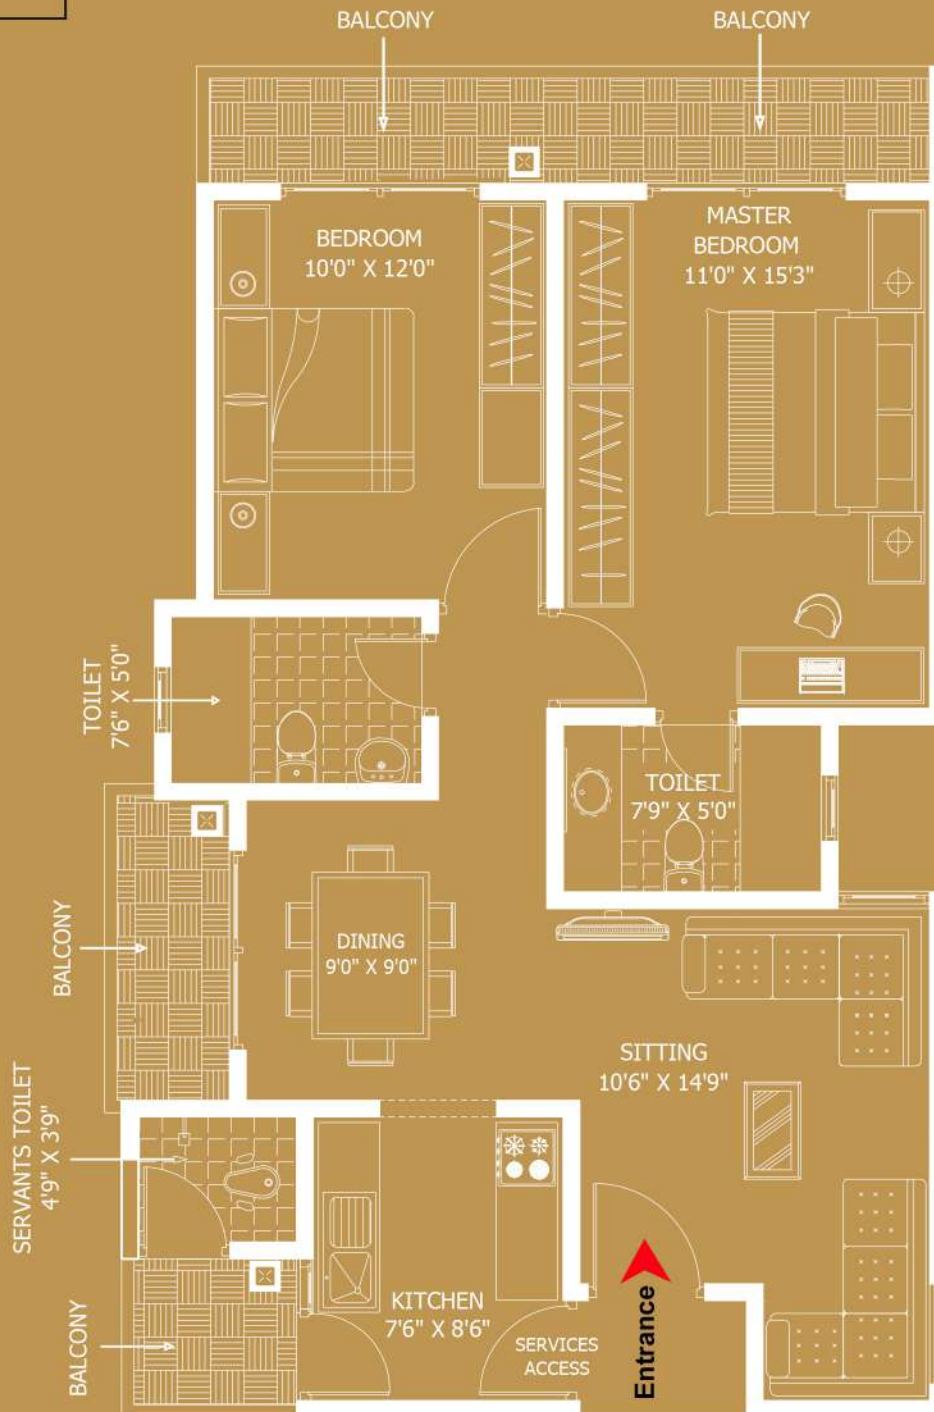 BALCONY
BALCONY
BEDROOM
10'0" X 12'0"
MASTER
BEDROOM
11'0" X 15'3"
TOILET
7'6" X 5'0"
TOILET
7'9" X 5'0"
BALCONY
DINING
9'0" X 9'0"
SITTING
10'6" X 14'9"
SERVANTS TOILET
4'9" X 3'9"
BALCONY
KITCHEN
7'6" X 8'6"
SERVICES
ACCESS
Entrance